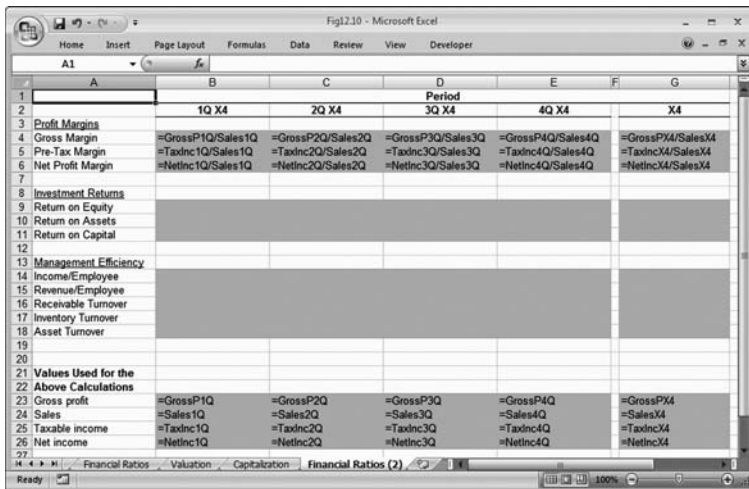 Fig12.10 - Microsoft Excel
Home Insert Page Layout Formulas Data Review View Developer
A1 fx
A B C D E F G
1 Period
2 1Q X4 2Q X4 3Q X4 4Q X4 X4
3 Profit Margins
4 Gross Margin =GrossP1Q/Sales1Q =GrossP2Q/Sales2Q =GrossP3Q/Sales3Q =GrossP4Q/Sales4Q =GrossPX4/SalesX4
5 Pre-Tax Margin =TaxInc1Q/Sales1Q =TaxInc2Q/Sales2Q =TaxInc3Q/Sales3Q =TaxInc4Q/Sales4Q =TaxIncX4/SalesX4
6 Net Profit Margin =NetInc1Q/Sales1Q =NetInc2Q/Sales2Q =NetInc3Q/Sales3Q =NetInc4Q/Sales4Q =NetIncX4/SalesX4
7
8 Investment Returns
9 Return on Equity
10 Return on Assets
11 Return on Capital
12
13 Management Efficiency
14 Income/Employee
15 Revenue/Employee
16 Receivable Turnover
17 Inventory Turnover
18 Asset Turnover
19
20
21 Values Used for the
22 Above Calculations
23 Gross profit =GrossP1Q =GrossP2Q =GrossP3Q =GrossP4Q =GrossPX4
24 Sales =Sales1Q =Sales2Q =Sales3Q =Sales4Q =SalesX4
25 Taxable income =TaxInc1Q =TaxInc2Q =TaxInc3Q =TaxInc4Q =TaxIncX4
26 Net income =NetInc1Q =NetInc2Q =NetInc3Q =NetInc4Q =NetIncX4
27
Financial Ratios Valuation Capitalization Financial Ratios (2)
Ready 100%